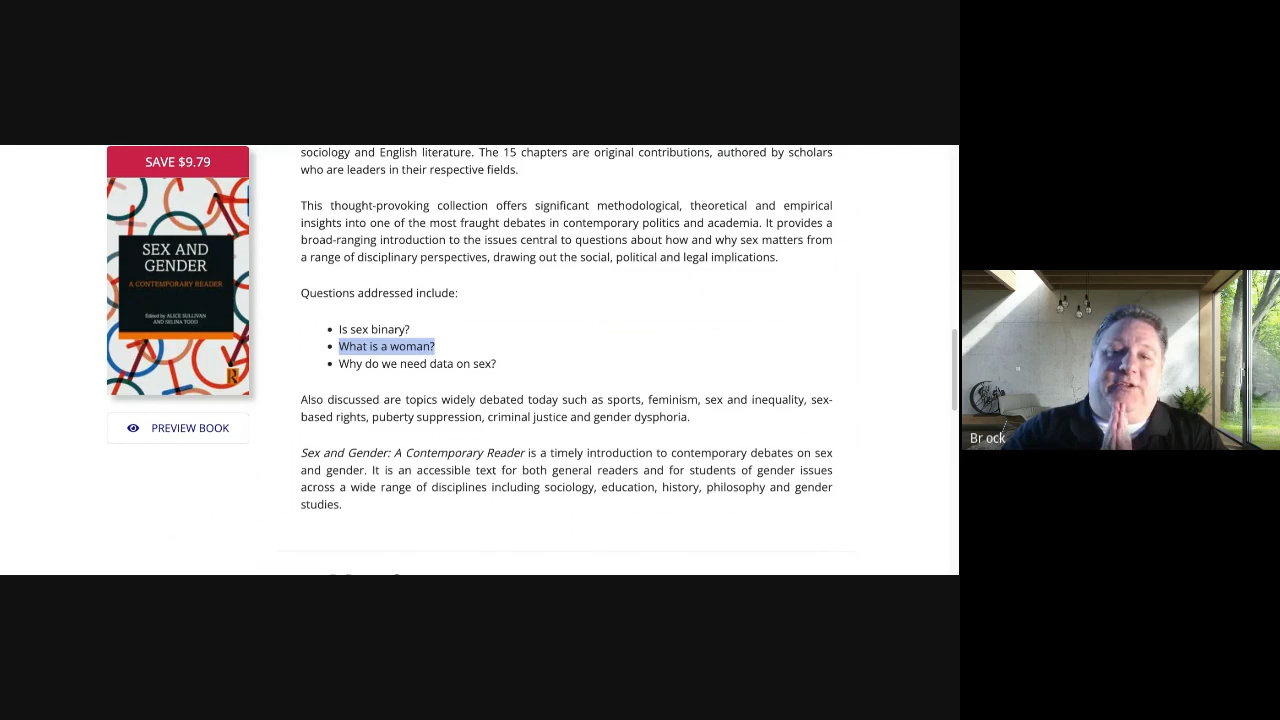 SAVE $9.79
SEX AND
GENDER
A CONTEMPORARY READER
Edited by ALICE SULLIVAN
AND SELINA TODD
R
PREVIEW BOOK
sociology and English literature. The 15 chapters are original contributions, authored by scholars
who are leaders in their respective fields.
This thought-provoking collection offers significant methodological, theoretical and empirical
insights into one of the most fraught debates in contemporary politics and academia. It provides a
broad-ranging introduction to the issues central to questions about how and why sex matters from
a range of disciplinary perspectives, drawing out the social, political and legal implications.
Questions addressed include:
• Is sex binary?
• What is a woman?
• Why do we need data on sex?
Also discussed are topics widely debated today such as sports, feminism, sex and inequality, sex-
based rights, puberty suppression, criminal justice and gender dysphoria.
Sex and Gender: A Contemporary Reader is a timely introduction to contemporary debates on sex
and gender. It is an accessible text for both general readers and for students of gender issues
across a wide range of disciplines including sociology, education, history, philosophy and gender
studies.
Br ock